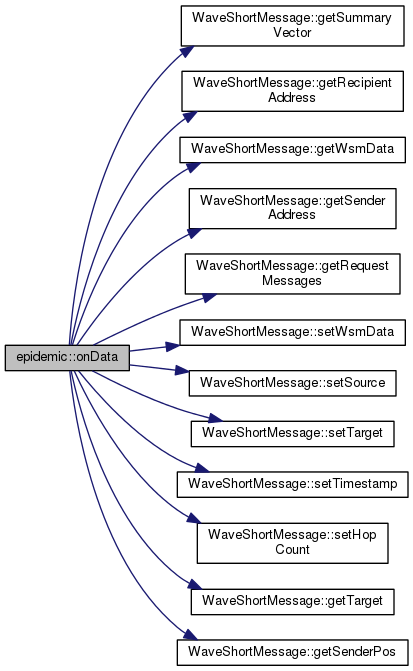 WaveShortMessage::getSummary
Vector
WaveShortMessage::getRecipient
Address
WaveShortMessage::getWsmData
WaveShortMessage::getSender
Address
WaveShortMessage::getRequest
Messages
WaveShortMessage::setWsmData
epidemic::onData
WaveShortMessage::setSource
WaveShortMessage::setTarget
WaveShortMessage::setTimestamp
WaveShortMessage::setHop
Count
WaveShortMessage::getTarget
WaveShortMessage::getSenderPos